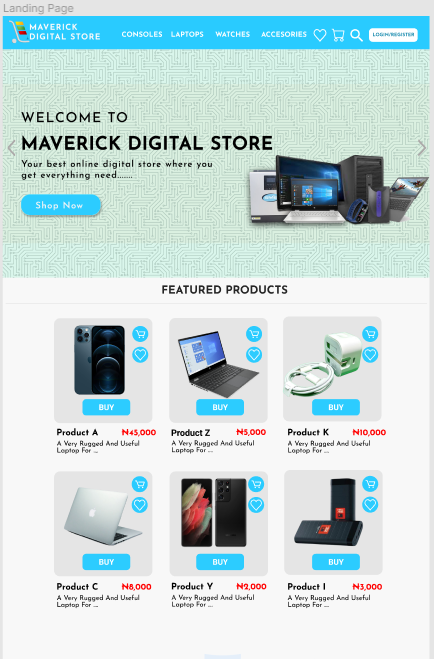 Landing Page
MAVERICK
DIGITAL STORE
CONSOLES LAPTOPS WATCHES ACCESORIES
LOGIN/REGISTER
WELCOME TO
MAVERICK DIGITAL STORE
Your best online digital store where you
get everything need.......
Shop Now
FEATURED PRODUCTS
BUY BUY BUY
Product A ₦45,000 Product Z ₦5,000 Product K ₦10,000
A Very Rugged And Useful A Very Rugged And Useful A Very Rugged And Useful
Laptop For ... Laptop For ... Laptop For ...
BUY BUY BUY
Product C ₦8,000 Product Y ₦2,000 Product I ₦3,000
A Very Rugged And Useful A Very Rugged And Useful A Very Rugged And Useful
Laptop For ... Laptop For ... Laptop For ...